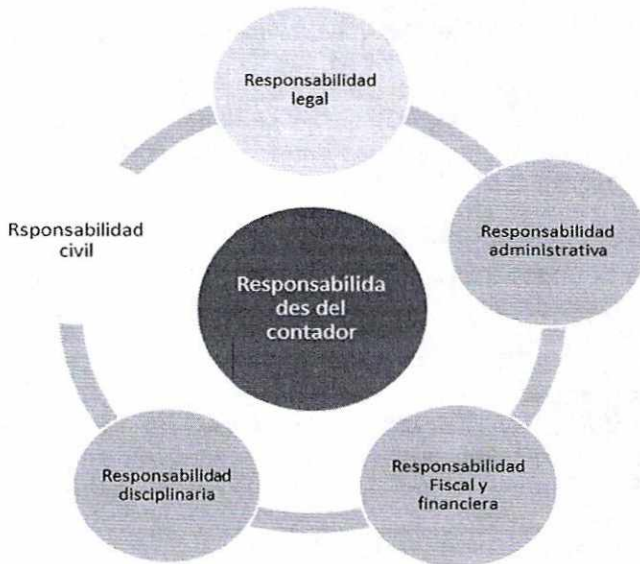 Responsabilidad
legal
Rsponsabilidad
civil
Responsabilidad
administrativa
Responsabilida
des del
contador
Responsabilidad
disciplinaria
Responsabilidad
Fiscal y
financiera